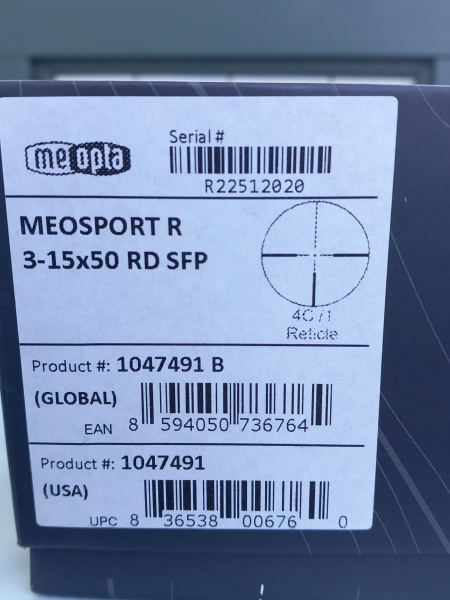 meopta
Serial #
R22512020
MEOSPORT R
3-15x50 RD SFP
4C /1
Reticle
Product #: 1047491 B
(GLOBAL)
EAN 8 594050 736764
Product #: 1047491
(USA)
UPC 8 36538 00676 0